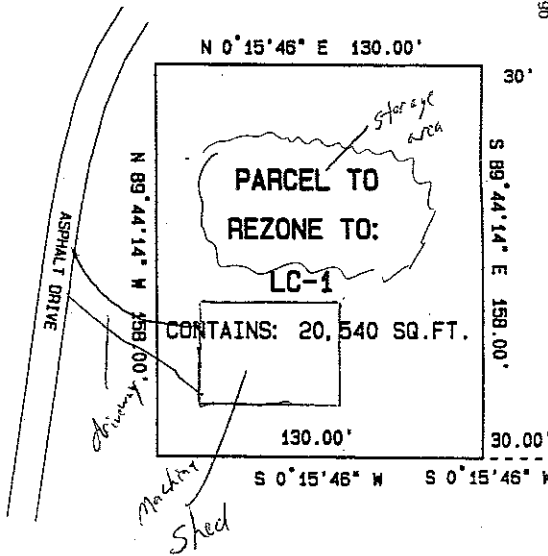 90
N 0°15'46" E 130.00'
30'
storage
area
PARCEL TO
REZONE TO:
LC-1
CONTAINS: 20,540 SQ.FT.
N 89°44'14" W 158.00'
S 89°44'14" E 158.00'
ASPHALT DRIVE
driveway
130.00'
30.00'
S 0°15'46" W
S 0°15'46" W
Machine
Shed